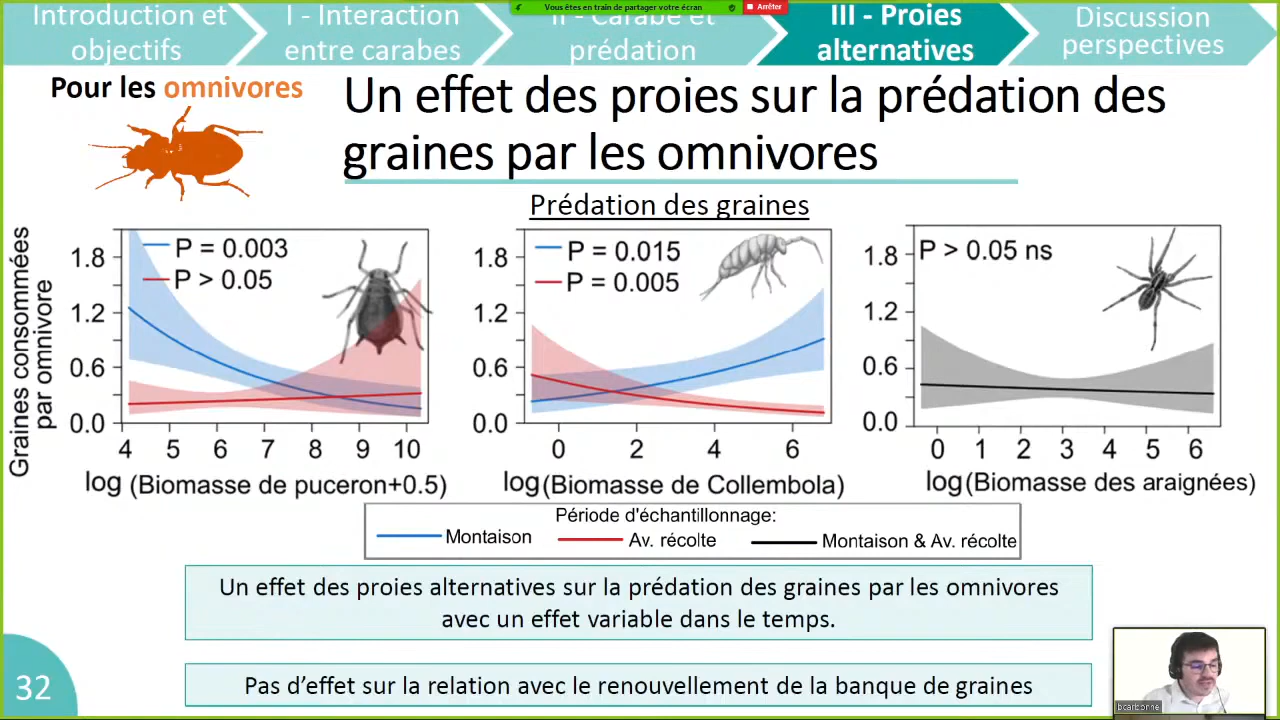 Introduction et
objectifs
I - Interaction
entre carabes
II - Carabe et
prédation
III - Proies
alternatives
Discussion
perspectives
Vous êtes en train de partager votre écran
Arrêter
Pour les omnivores
Un effet des proies sur la prédation des
graines par les omnivores
Prédation des graines
Graines consommées
par omnivore
1.8
1.2
0.6
0.0
P = 0.003
P > 0.05
4 5 6 7 8 9 10
log (Biomasse de puceron+0.5)
1.8
1.2
0.6
0.0
P = 0.015
P = 0.005
0 2 4 6
log(Biomasse de Collembola)
1.8
1.2
0.6
0.0
P > 0.05 ns
0 1 2 3 4 5 6
log(Biomasse des araignées)
Période d'échantillonnage:
Montaison Av. récolte Montaison & Av. récolte
Un effet des proies alternatives sur la prédation des graines par les omnivores
avec un effet variable dans le temps.
Pas d’effet sur la relation avec le renouvellement de la banque de graines
32
bcarbonne